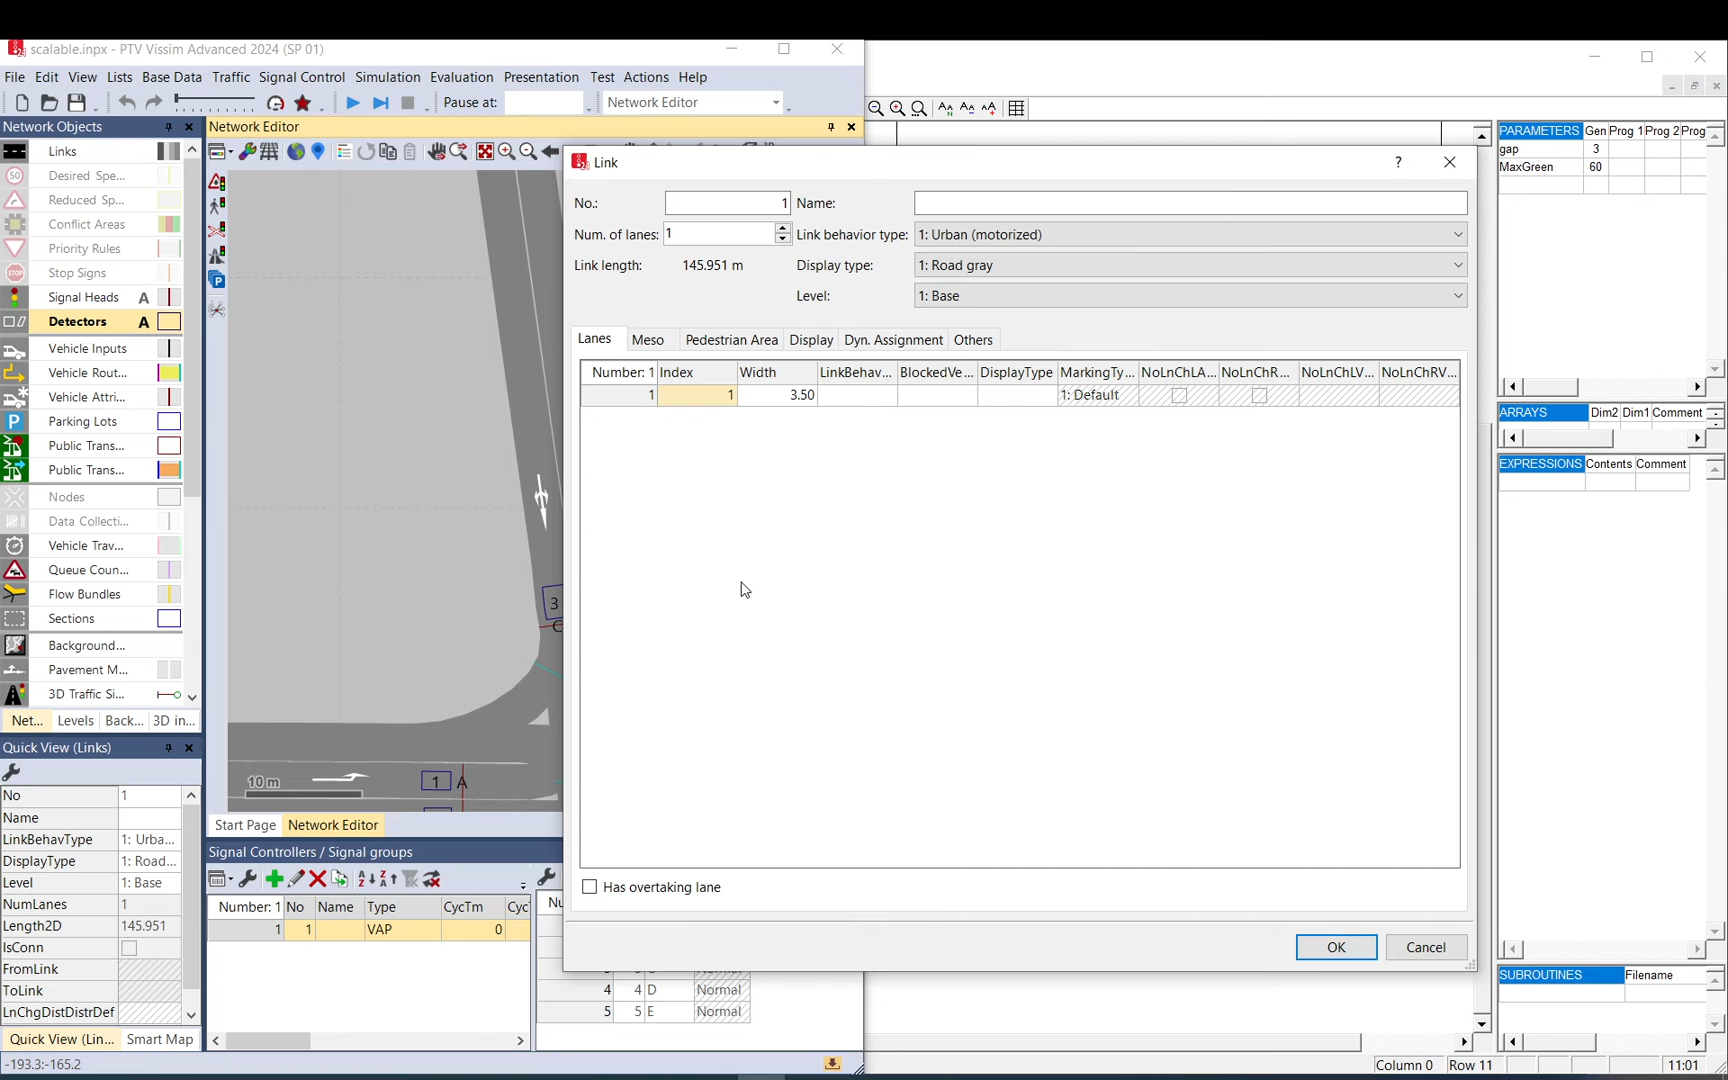 scalable.inpx - PTV Vissim Advanced 2024 (SP 01)
File Edit View Lists Base Data Traffic Signal Control Simulation Evaluation Presentation Test Actions Help
Pause at: Network Editor
Network Objects
Network Editor
Links
Desired Spe...
Reduced Sp...
Conflict Areas
Priority Rules
Stop Signs
Signal Heads A
Detectors A
Vehicle Inputs
Vehicle Rout...
Vehicle Attri...
Parking Lots
Public Trans...
Public Trans...
Nodes
Data Collecti...
Vehicle Trav...
Queue Coun...
Flow Bundles
Sections
Background...
Pavement M...
3D Traffic Si...
Net... Levels Back... 3D in...
Quick View (Links)
No 1
Name
LinkBehavType 1: Urba...
DisplayType 1: Road...
Level 1: Base
NumLanes 1
Length2D 145.951
IsConn
FromLink
ToLink
LnChgDistDistrDef
Quick View (Lin... Smart Map
-193.3:-165.2
3
10 m
1 A
Start Page Network Editor
Signal Controllers / Signal groups
Number: 1 No Name Type CycTm Cyc
1 1 VAP 0
4 4 D Normal
5 5 E Normal
Link
No.: 1 Name:
Num. of lanes: 1 Link behavior type: 1: Urban (motorized)
Link length: 145.951 m Display type: 1: Road gray
Level: 1: Base
Lanes Meso Pedestrian Area Display Dyn. Assignment Others
Number: 1 Index Width LinkBehav... BlockedVe... DisplayType MarkingTy... NoLnChLA... NoLnChR... NoLnChLV... NoLnChRV...
1 1 3.50 1: Default
Has overtaking lane
OK Cancel
PARAMETERS Gen Prog 1 Prog 2 Prog
gap 3
MaxGreen 60
ARRAYS Dim2 Dim1 Comment
EXPRESSIONS Contents Comment
SUBROUTINES Filename
Column 0 Row 11 11:01